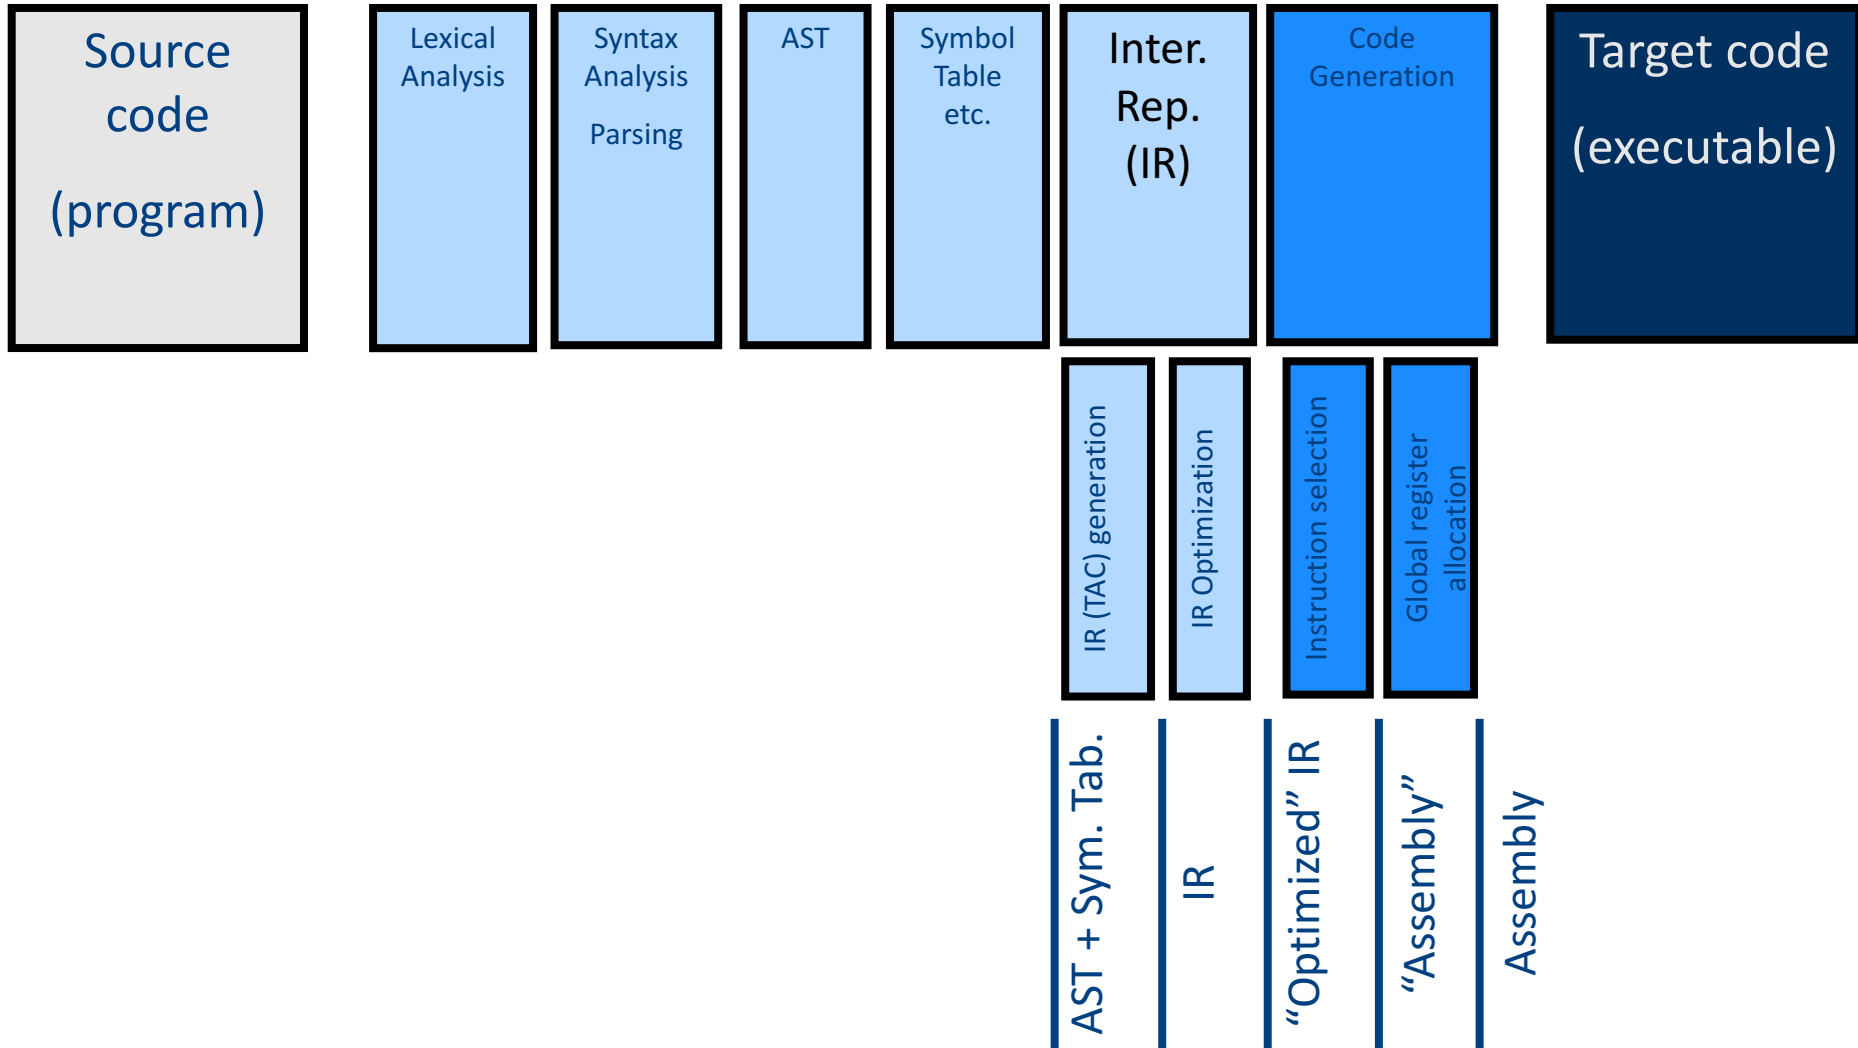 Source
code
(program)
Lexical
Analysis
Syntax
Analysis
Parsing
AST
Symbol
Table
etc.
Inter.
Rep.
(IR)
Code
Generation
Target code
(executable)
IR (TAC) generation
IR Optimization
Instruction selection
Global register
allocation
AST + Sym. Tab.
IR
“Optimized” IR
“Assembly”
Assembly